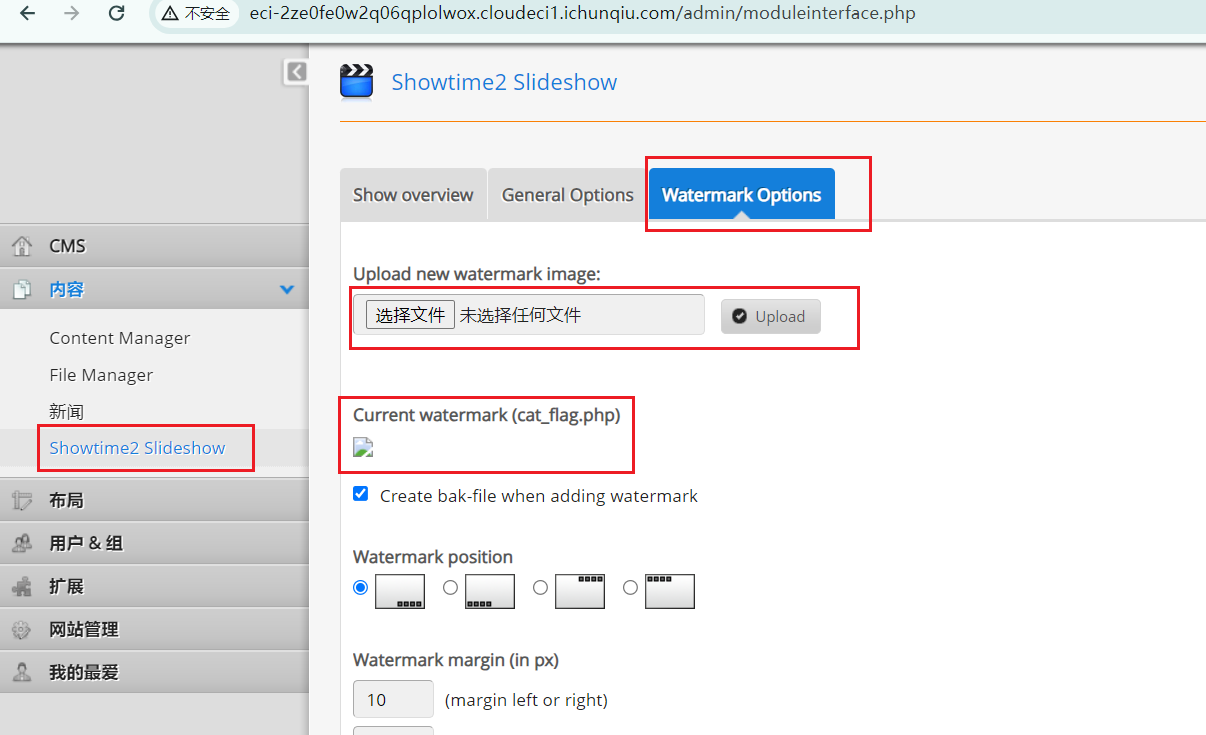 不安全 eci-2ze0fe0w2q06qplolwox.cloudeci1.ichunqiu.com/admin/moduleinterface.php
Showtime2 Slideshow
Show overview General Options Watermark Options
CMS
内容
Content Manager
File Manager
新闻
Showtime2 Slideshow
布局
用户 & 组
扩展
网站管理
我的最爱
Upload new watermark image:
选择文件 未选择任何文件 Upload
Current watermark (cat_flag.php)
Create bak-file when adding watermark
Watermark position
Watermark margin (in px)
10 (margin left or right)